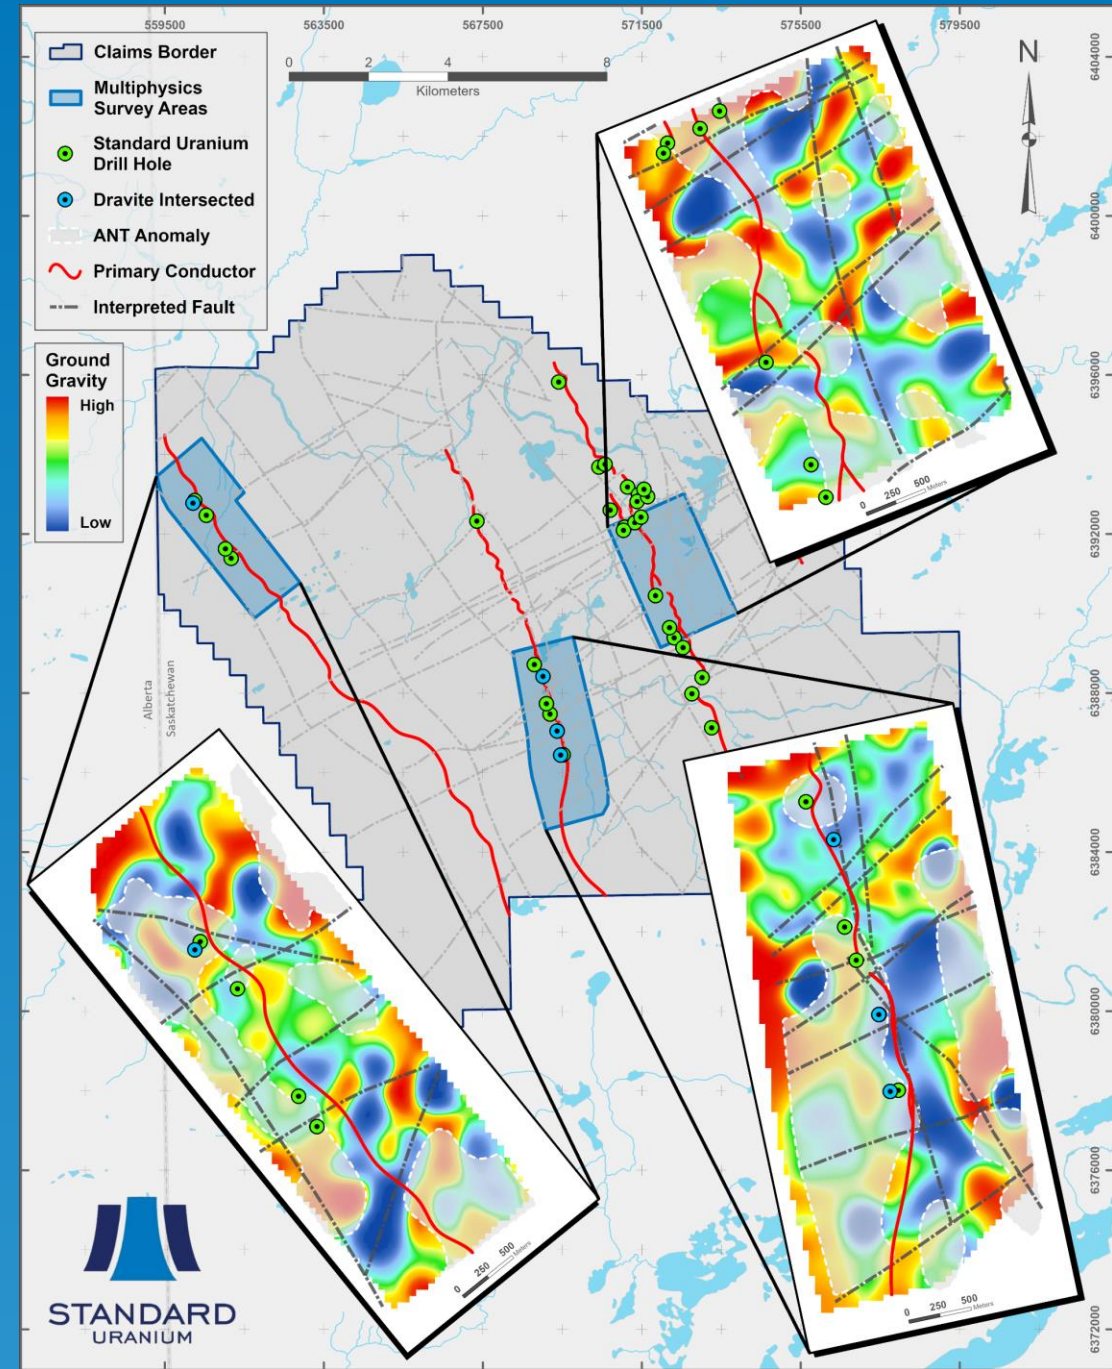 559500
563500
567500
571500
575500
579500
Claims Border
Multiphysics
Survey Areas
Standard Uranium
Drill Hole
Dravite Intersected
ANT Anomaly
Primary Conductor
Interpreted Fault
0
2
4
8
Kilometers
N
Ground
Gravity
High
Low
6404000
6400000
6396000
6392000
6388000
6384000
6380000
6376000
6372000
Alberta
Saskatchewan
0 250 500
Meters
0 250 500
Meters
0 250 500
Meters
STANDARD
URANIUM